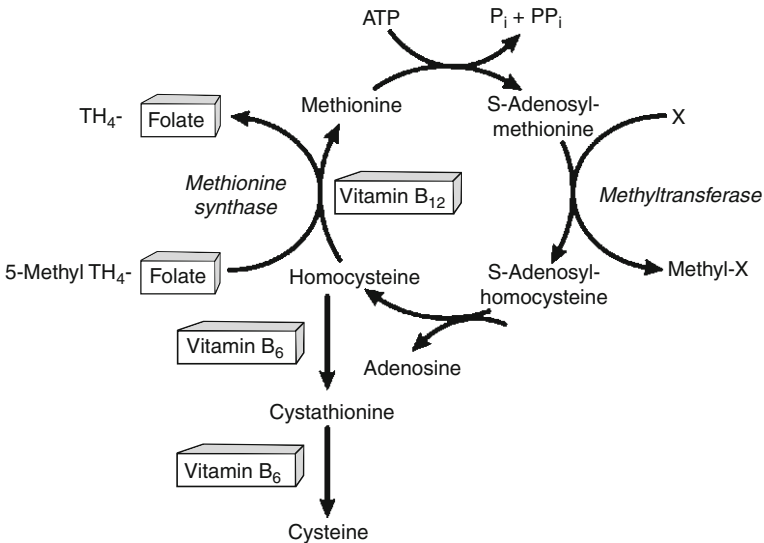 ATP
Pᵢ + PPᵢ
Methionine
S-Adenosyl-
methionine
X
TH₄-
Folate
Methionine
synthase
Vitamin B₁₂
Methyltransferase
5-Methyl TH₄-
Folate
Homocysteine
S-Adenosyl-
homocysteine
Methyl-X
Vitamin B₆
Adenosine
Cystathionine
Vitamin B₆
Cysteine